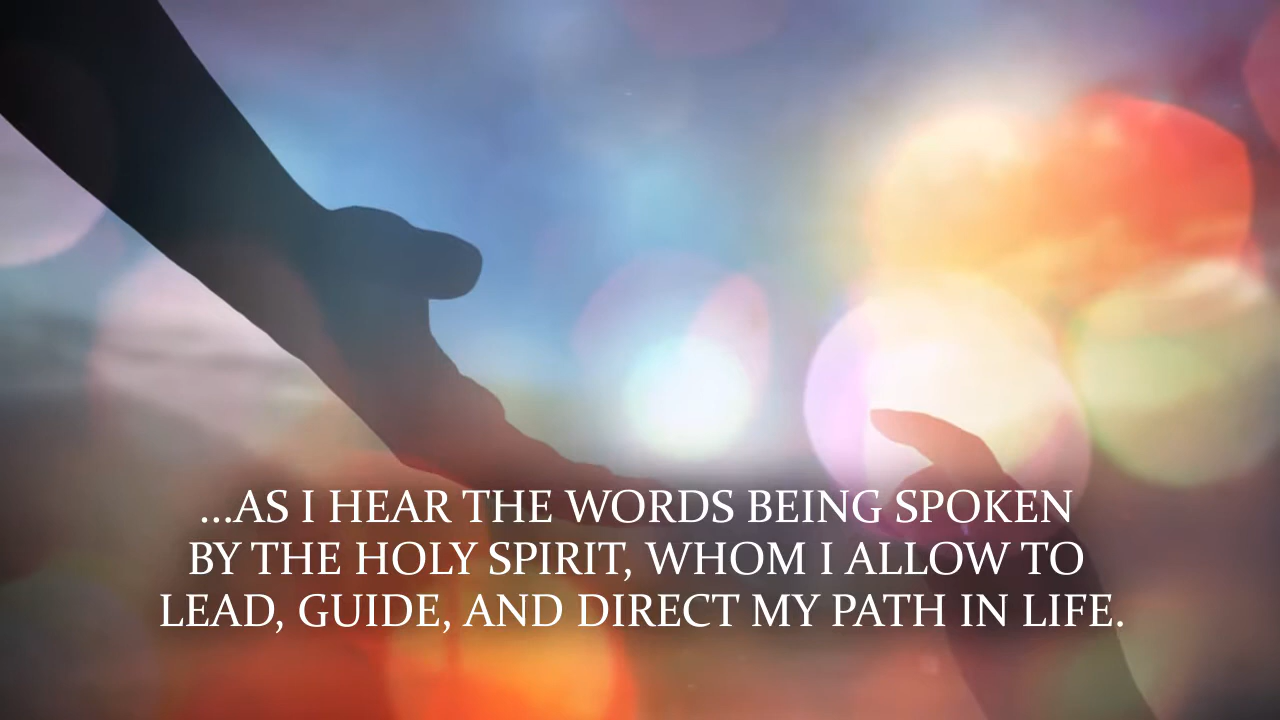 ...AS I HEAR THE WORDS BEING SPOKEN
BY THE HOLY SPIRIT, WHOM I ALLOW TO
LEAD, GUIDE, AND DIRECT MY PATH IN LIFE.